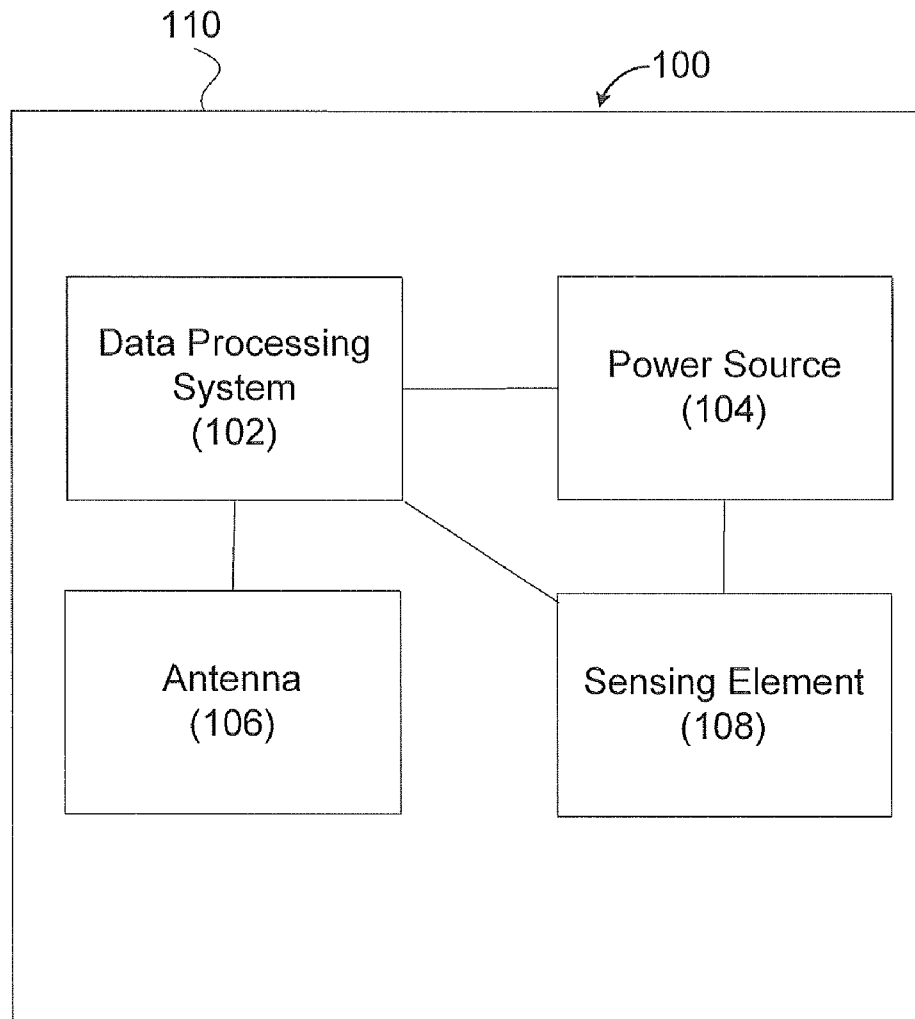 110
100
Data Processing
System
(102)
Power Source
(104)
Antenna
(106)
Sensing Element
(108)